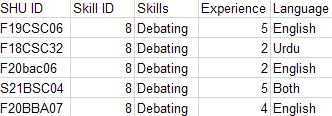 SHU ID Skill ID Skills Experience Language
F19CSC06 8 Debating 5 English
F18CSC32 8 Debating 2 Urdu
F20bac06 8 Debating 2 English
S21BSC04 8 Debating 5 Both
F20BBA07 8 Debating 4 English